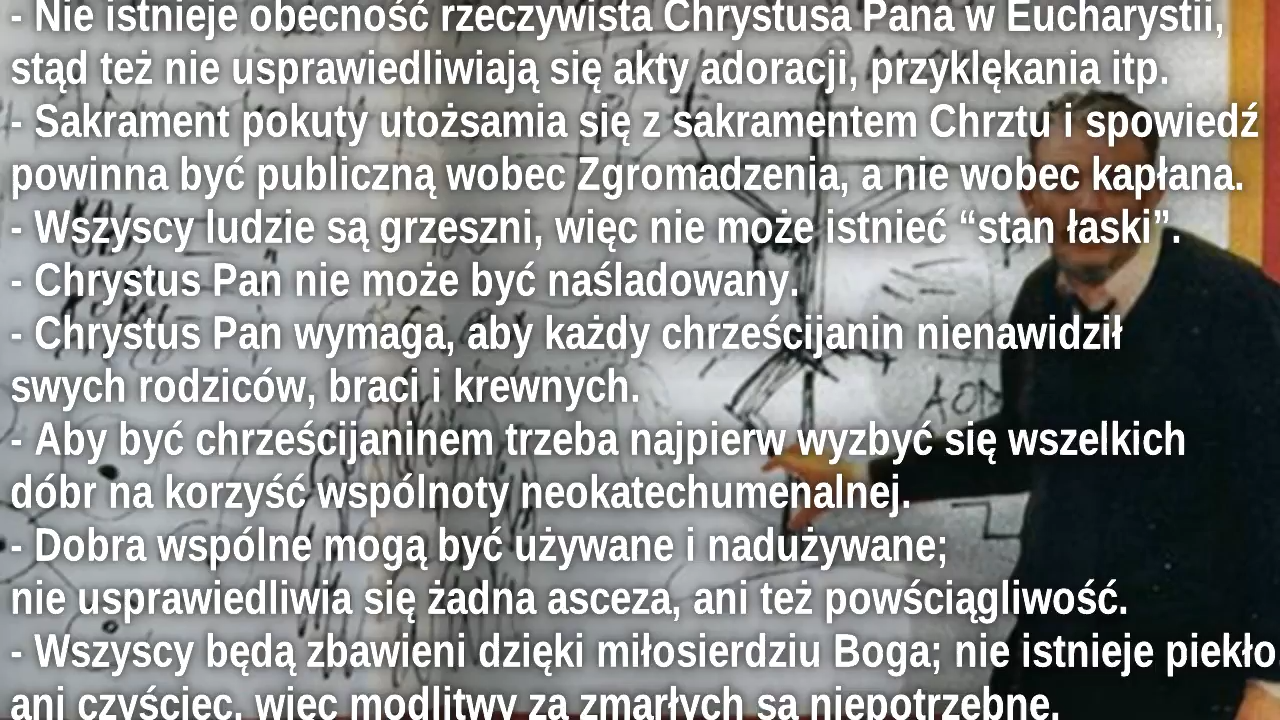 - Nie istnieje obecność rzeczywista Chrystusa Pana w Eucharystii,
stąd też nie usprawiedliwiają się akty adoracji, przyklękania itp.
- Sakrament pokuty utożsamia się z sakramentem Chrztu i spowiedź
powinna być publiczną wobec Zgromadzenia, a nie wobec kapłana.
- Wszyscy ludzie są grzeszni, więc nie może istnieć “stan łaski”.
- Chrystus Pan nie może być naśladowany.
- Chrystus Pan wymaga, aby każdy chrześcijanin nienawidził
swych rodziców, braci i krewnych.
- Aby być chrześcijaninem trzeba najpierw wyzbyć się wszelkich
dóbr na korzyść wspólnoty neokatechumenalnej.
- Dobra wspólne mogą być używane i nadużywane;
nie usprawiedliwia się żadna asceza, ani też powściągliwość.
- Wszyscy będą zbawieni dzięki miłosierdziu Boga; nie istnieje piekło
ani czyściec, więc modlitwy za zmarłych są niepotrzebne.